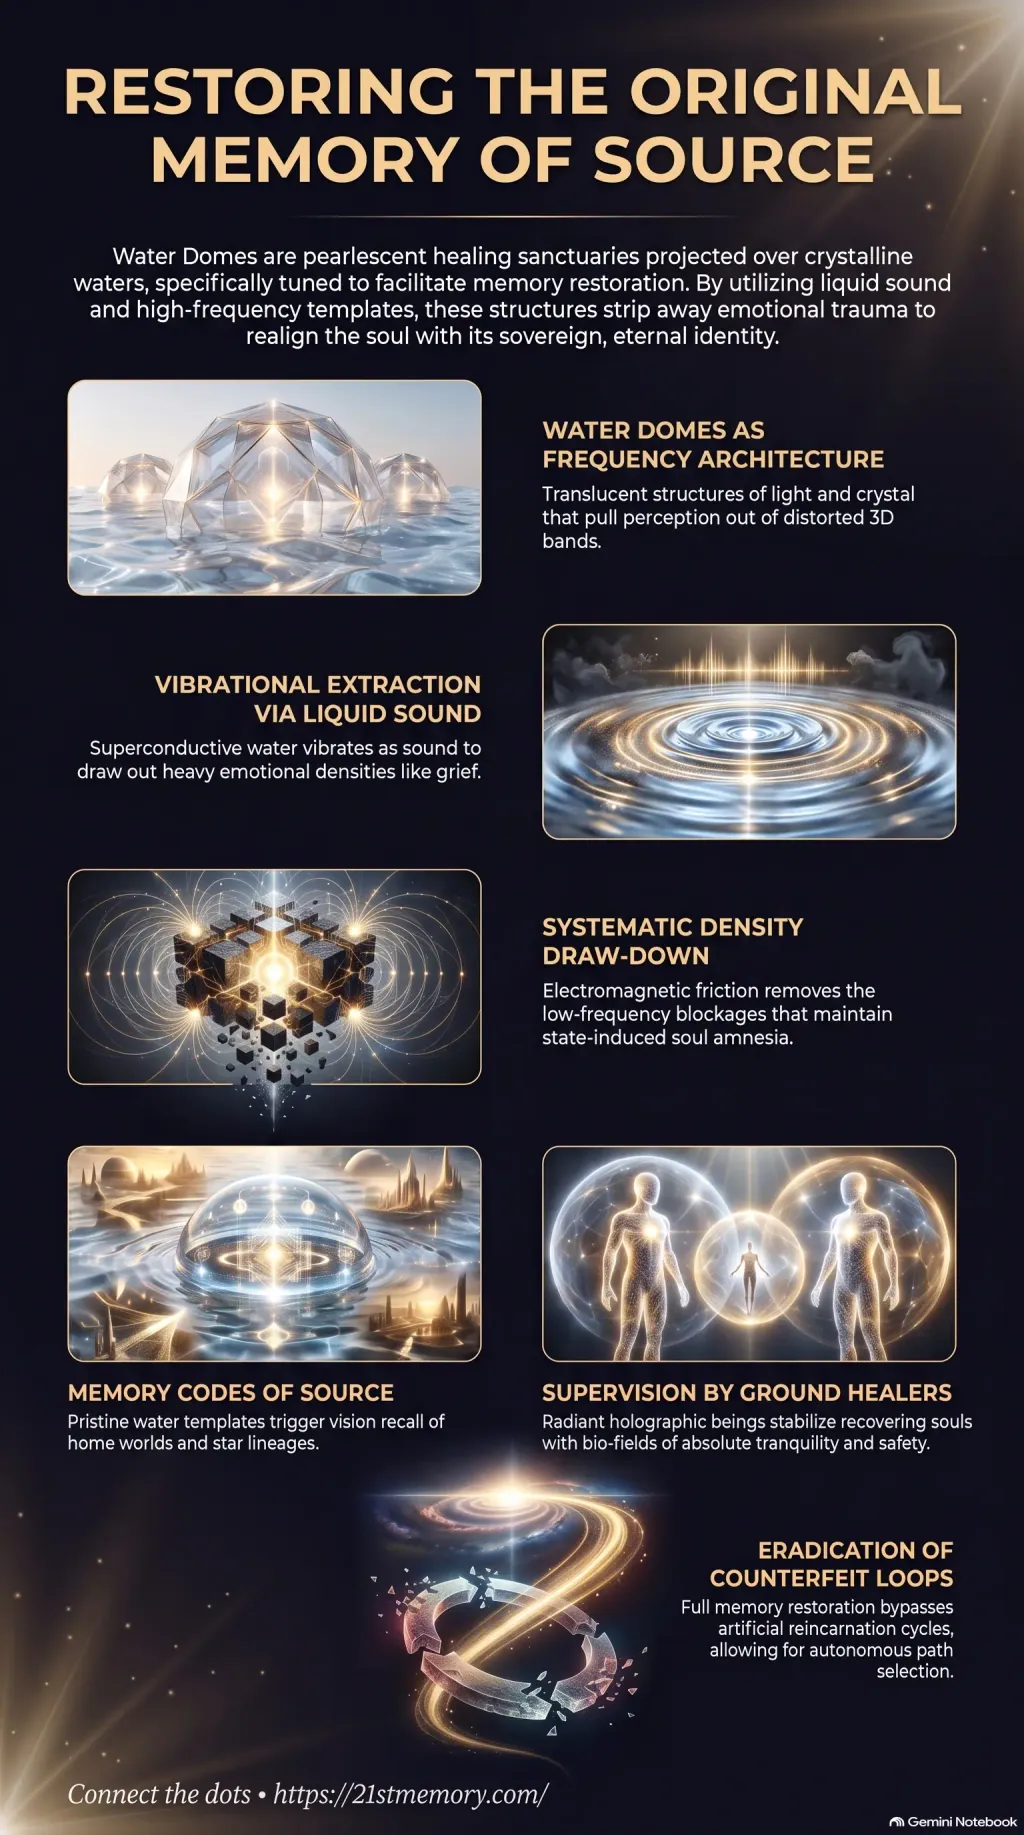 RESTORING THE ORIGINAL
MEMORY OF SOURCE
Water Domes are pearlescent healing sanctuaries projected over crystalline
waters, specifically tuned to facilitate memory restoration. By utilizing liquid sound
and high-frequency templates, these structures strip away emotional trauma to
realign the soul with its sovereign, eternal identity.
WATER DOMES AS
FREQUENCY ARCHITECTURE
Translucent structures of light and crystal
that pull perception out of distorted 3D
bands.
VIBRATIONAL EXTRACTION
VIA LIQUID SOUND
Superconductive water vibrates as sound to
draw out heavy emotional densities like grief.
SYSTEMATIC DENSITY
DRAW-DOWN
Electromagnetic friction removes the
low-frequency blockages that maintain
state-induced soul amnesia.
MEMORY CODES OF SOURCE
Pristine water templates trigger vision recall of
home worlds and star lineages.
SUPERVISION BY GROUND HEALERS
Radiant holographic beings stabilize recovering souls
with bio-fields of absolute tranquility and safety.
ERADICATION OF
COUNTERFEIT LOOPS
Full memory restoration bypasses
artificial reincarnation cycles,
allowing for autonomous path
selection.
Connect the dots • https://21stmemory.com/
Gemini Notebook